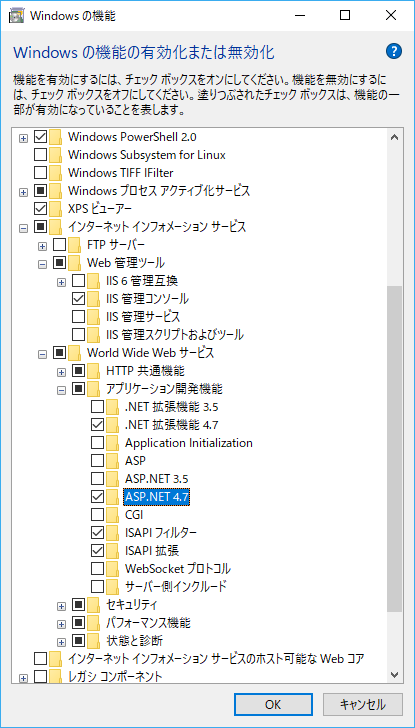 Windows の機能
Windows の機能の有効化または無効化
機能を有効にするには、チェック ボックスをオンにしてください。機能を無効にするに
は、チェック ボックスをオフにしてください。塗りつぶされたチェック ボックスは、機能の一
部が有効になっていることを表します。
Windows PowerShell 2.0
Windows Subsystem for Linux
Windows TIFF IFilter
Windows プロセス アクティブ化サービス
XPS ビューアー
インターネット インフォメーション サービス
FTP サーバー
Web 管理ツール
IIS 6 管理互換
IIS 管理コンソール
IIS 管理サービス
IIS 管理スクリプトおよびツール
World Wide Web サービス
HTTP 共通機能
アプリケーション開発機能
.NET 拡張機能 3.5
.NET 拡張機能 4.7
Application Initialization
ASP
ASP.NET 3.5
ASP.NET 4.7
CGI
ISAPI フィルター
ISAPI 拡張
WebSocket プロトコル
サーバー側インクルード
セキュリティ
パフォーマンス機能
状態と診断
インターネット インフォメーション サービスのホスト可能な Web コア
レガシ コンポーネント
OK
キャンセル